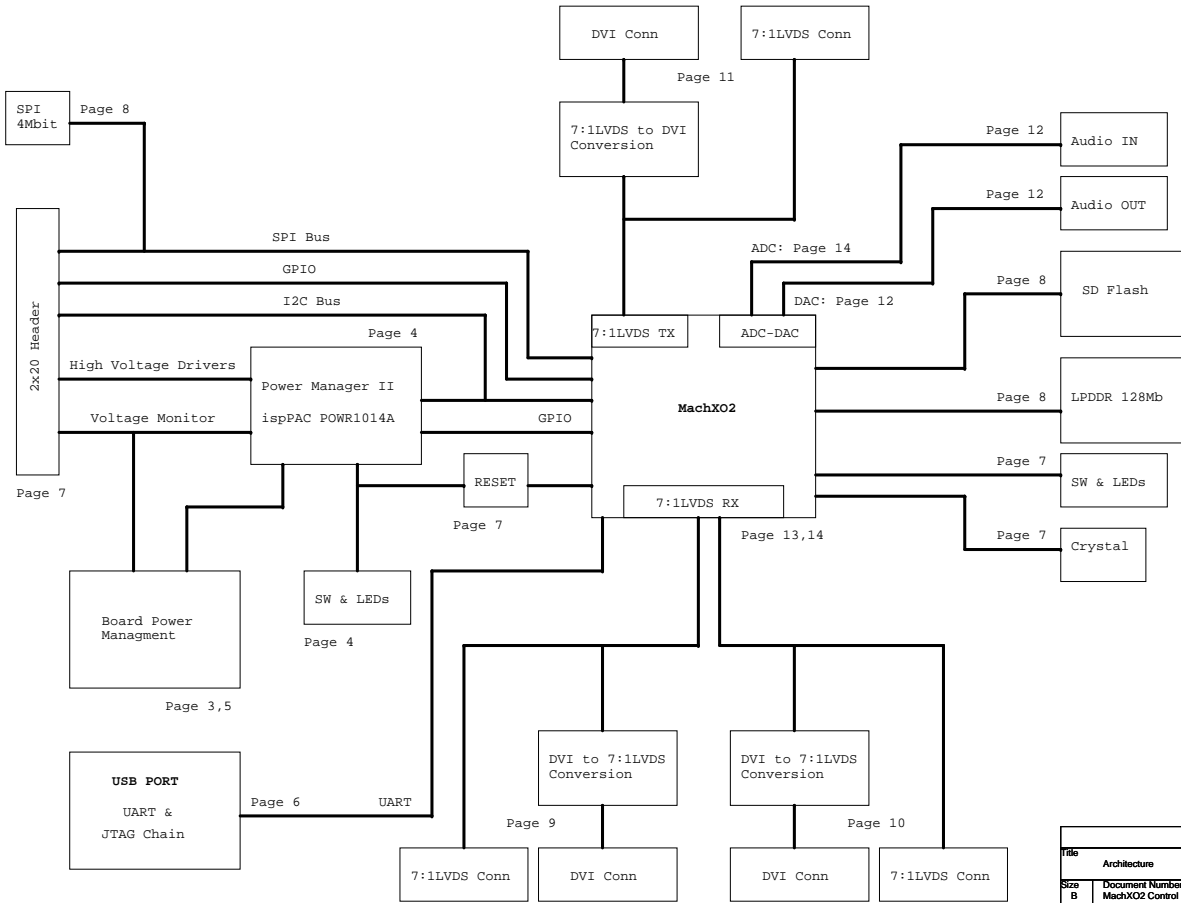 DVI Conn
7:1LVDS Conn
Page 11
SPI
4Mbit
Page 8
7:1LVDS to DVI
Conversion
Page 12
Audio IN
Page 12
Audio OUT
SPI Bus
ADC: Page 14
GPIO
Page 8
SD Flash
I2C Bus
DAC: Page 12
2x20 Header
Page 4
7:1LVDS TX
ADC-DAC
High Voltage Drivers
Power Manager II
ispPAC POWR1014A
MachXO2
Page 8
LPDDR 128Mb
Voltage Monitor
GPIO
Page 7
Page 7
SW & LEDs
RESET
7:1LVDS RX
Page 7
Page 13,14
Page 7
Crystal
Board Power
Managment
SW & LEDs
Page 4
Page 3,5
USB PORT
UART &
JTAG Chain
Page 6
UART
DVI to 7:1LVDS
Conversion
DVI to 7:1LVDS
Conversion
Page 9
Page 10
7:1LVDS Conn
DVI Conn
DVI Conn
7:1LVDS Conn
Title
Architecture
Size
B
Document Number
MachXO2 Control